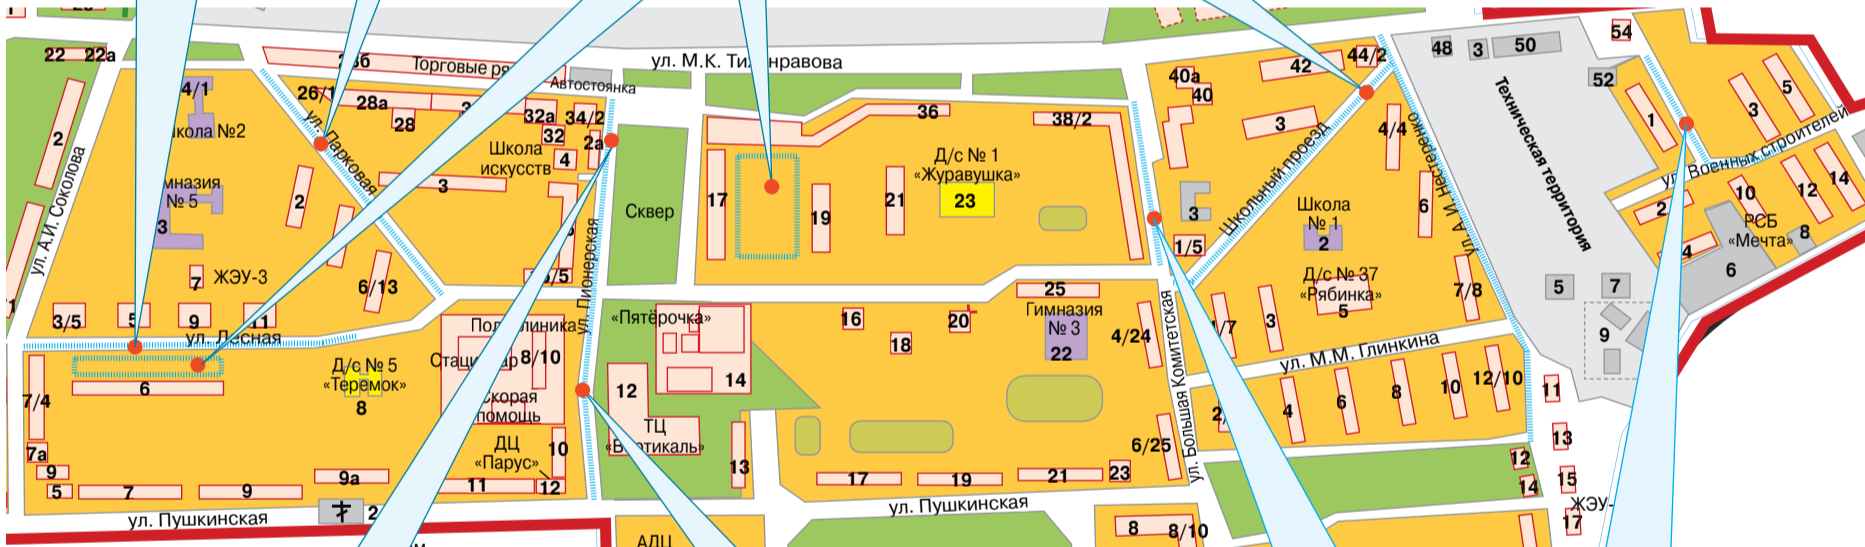 22 22а
2
ул. А.И. Соколова
4/1
кола №2
мназия
№ 5
3
7
ЖЭУ-3
3/5
5
9
11
ул. Лесная
26/1
ул. Парковая
Торговые ря
Автостоянка
28а
28
32а
34/2
32
2а
4
Школа
искусств
3
2
6/13
ул. Пионерская
Сквер
ул. М.К. Тихонравова
36
38/2
17
19
21
Д/с № 1
«Журавушка»
23
40а
40
42
44/2
3
4/4
3
1/5
Школьный проезд
Школа
№ 1
2
6
ул. А.И. Нестеренко
Д/с № 37
«Рябинка»
5
7/8
3
Техническая территория
48
3
50
52
54
1
3
5
ул. Военных строителей
2
10
12
14
РСБ
«Мечта»
8
4
6
5
7
9
7/4
6
Д/с № 5
«Теремок»
8
Поликлиника
Стационар
8/10
Скорая
помощь
ДЦ
«Парус»
10
11
12
7а
9
5
7
9
9а
ул. Пушкинская
2
«Пятёрочка»
14
12
ТЦ
«Вертикаль»
13
АДЦ
16
18
20
25
Гимназия
№ 3
22
4/24
ул. Большая Комитетская
17
19
21
23
6/25
ул. Пушкинская
8
8/10
ул. М.М. Глинкина
4
6
8
10
12/10
11
13
12
14
15
ЖЭУ-
17